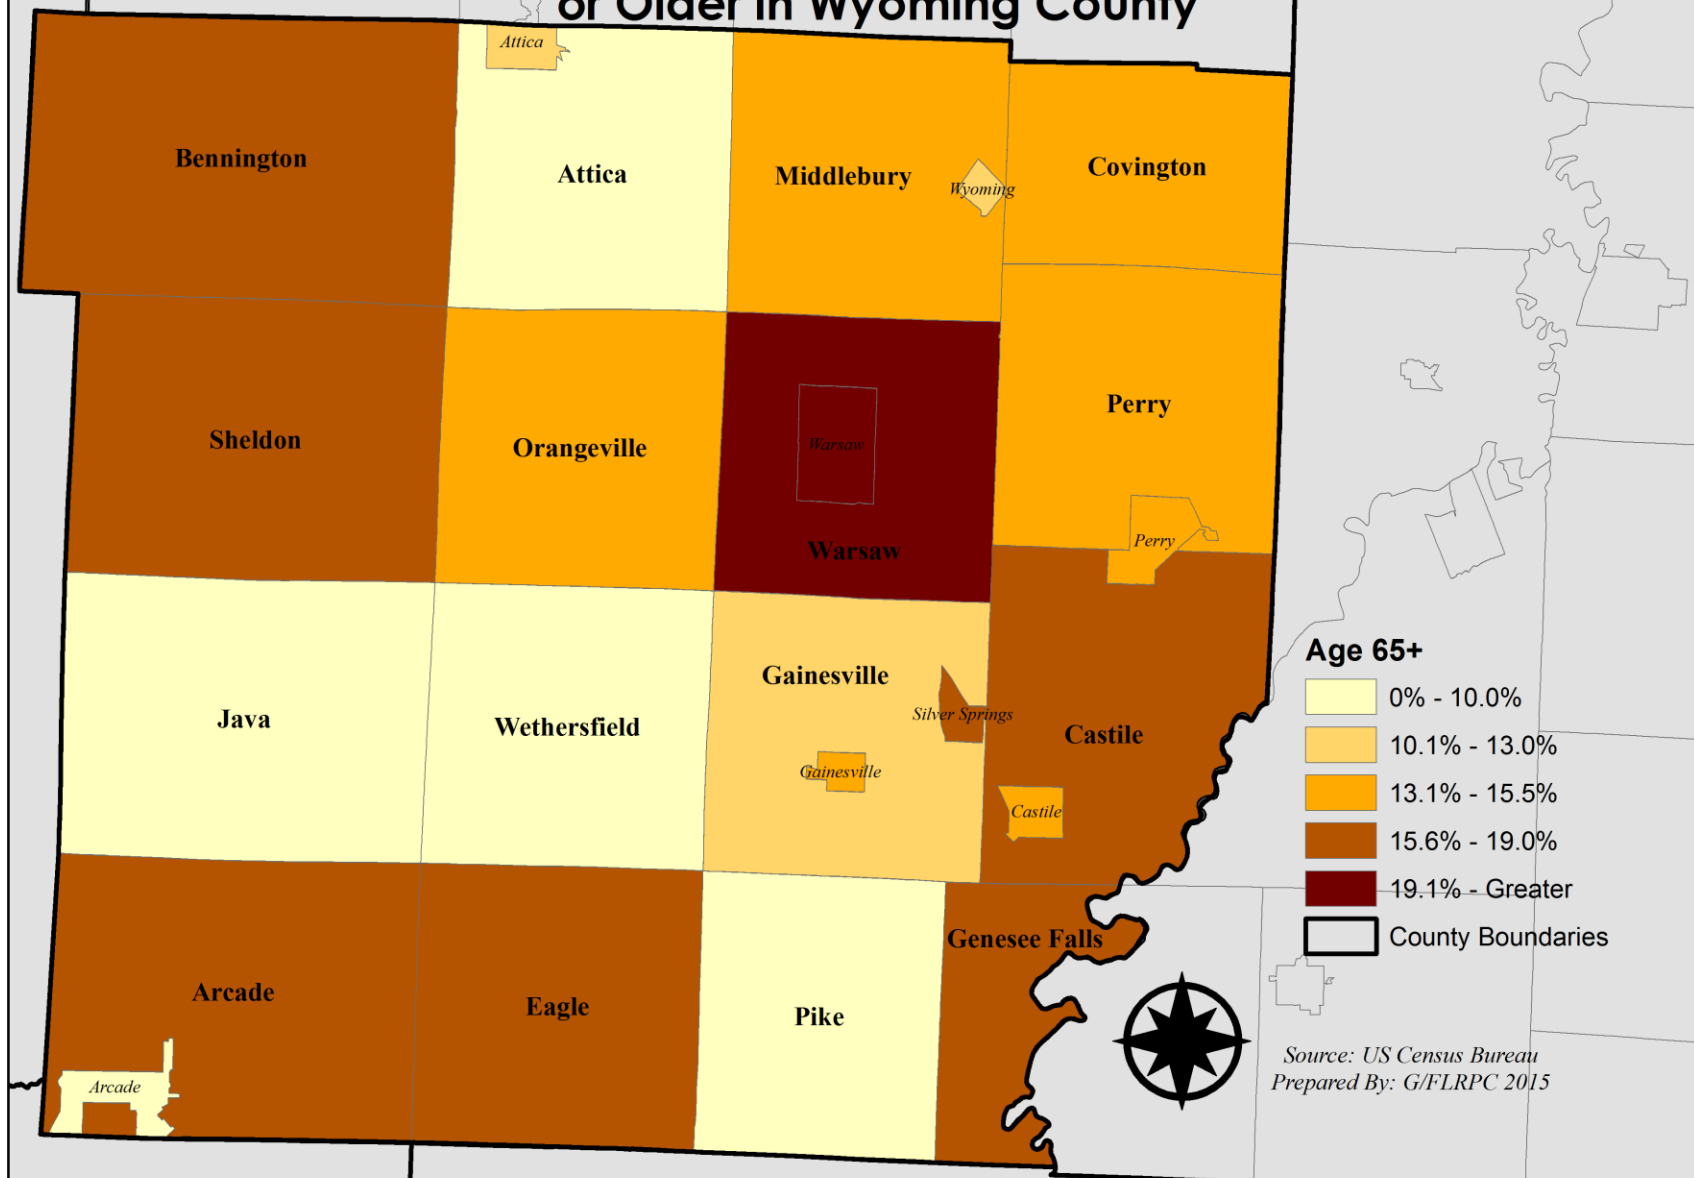 or Older in Wyoming County
Attica
Bennington
Attica
Middlebury
Wyoming
Covington
Sheldon
Orangeville
Warsaw
Warsaw
Perry
Perry
Java
Wethersfield
Gainesville
Silver Springs
Gainesville
Castile
Castile
Arcade
Arcade
Eagle
Pike
Genesee Falls
Age 65+
0% - 10.0%
10.1% - 13.0%
13.1% - 15.5%
15.6% - 19.0%
19.1% - Greater
County Boundaries
Source: US Census Bureau
Prepared By: G/FLRPC 2015